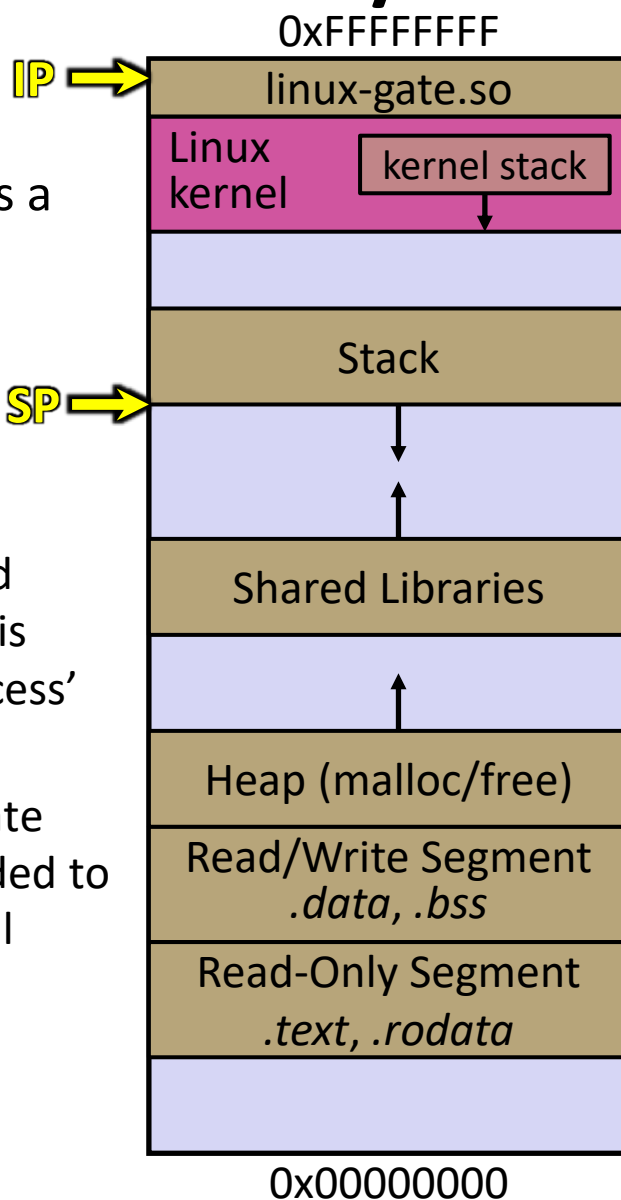 y
0xFFFFFFFF
IP
linux-gate.so
Linux
kernel
kernel stack
s a
Stack
SP
d
is
cess’
Shared Libraries
Heap (malloc/free)
ate
ded to
l
Read/Write Segment
.data, .bss
Read-Only Segment
.text, .rodata
0x00000000